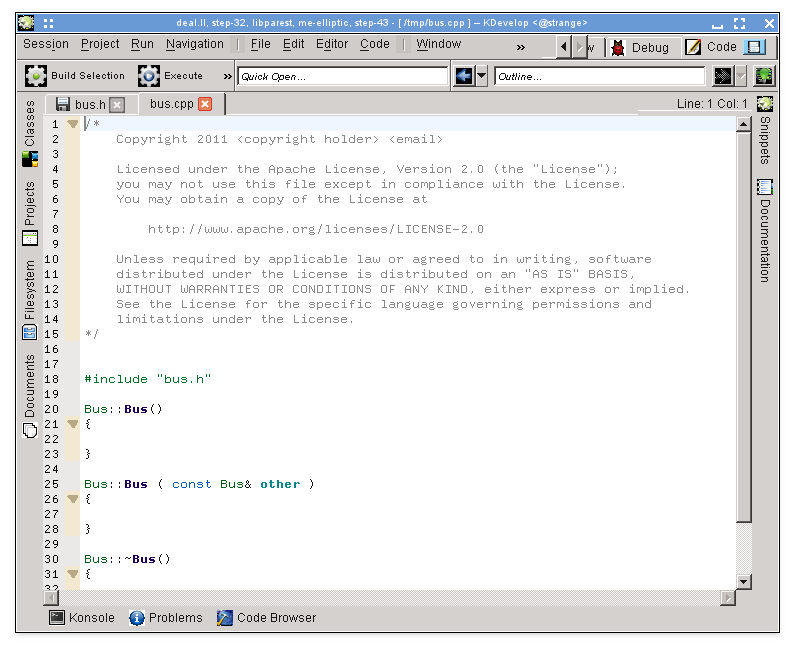 deal.II, step-32, libparest, me-elliptic, step-43 - [ /tmp/bus.cpp ] – KDevelop <@strange>
Session Project Run Navigation File Edit Editor Code Window » w Debug Code
Build Selection Execute » Quick Open... Outline...
bus.h bus.cpp Line: 1 Col: 1
Classes
Projects
Filesystem
Documents
Snippets
Documentation
1 /*
2 Copyright 2011 <copyright holder> <email>
3
4 Licensed under the Apache License, Version 2.0 (the "License");
5 you may not use this file except in compliance with the License.
6 You may obtain a copy of the License at
7
8 http://www.apache.org/licenses/LICENSE-2.0
9
10 Unless required by applicable law or agreed to in writing, software
11 distributed under the License is distributed on an "AS IS" BASIS,
12 WITHOUT WARRANTIES OR CONDITIONS OF ANY KIND, either express or implied.
13 See the License for the specific language governing permissions and
14 limitations under the License.
15 */
16
17
18 #include "bus.h"
19
20 Bus::Bus()
21 {
22
23 }
24
25 Bus::Bus ( const Bus& other )
26 {
27
28 }
29
30 Bus::~Bus()
31 {
32
Konsole Problems Code Browser